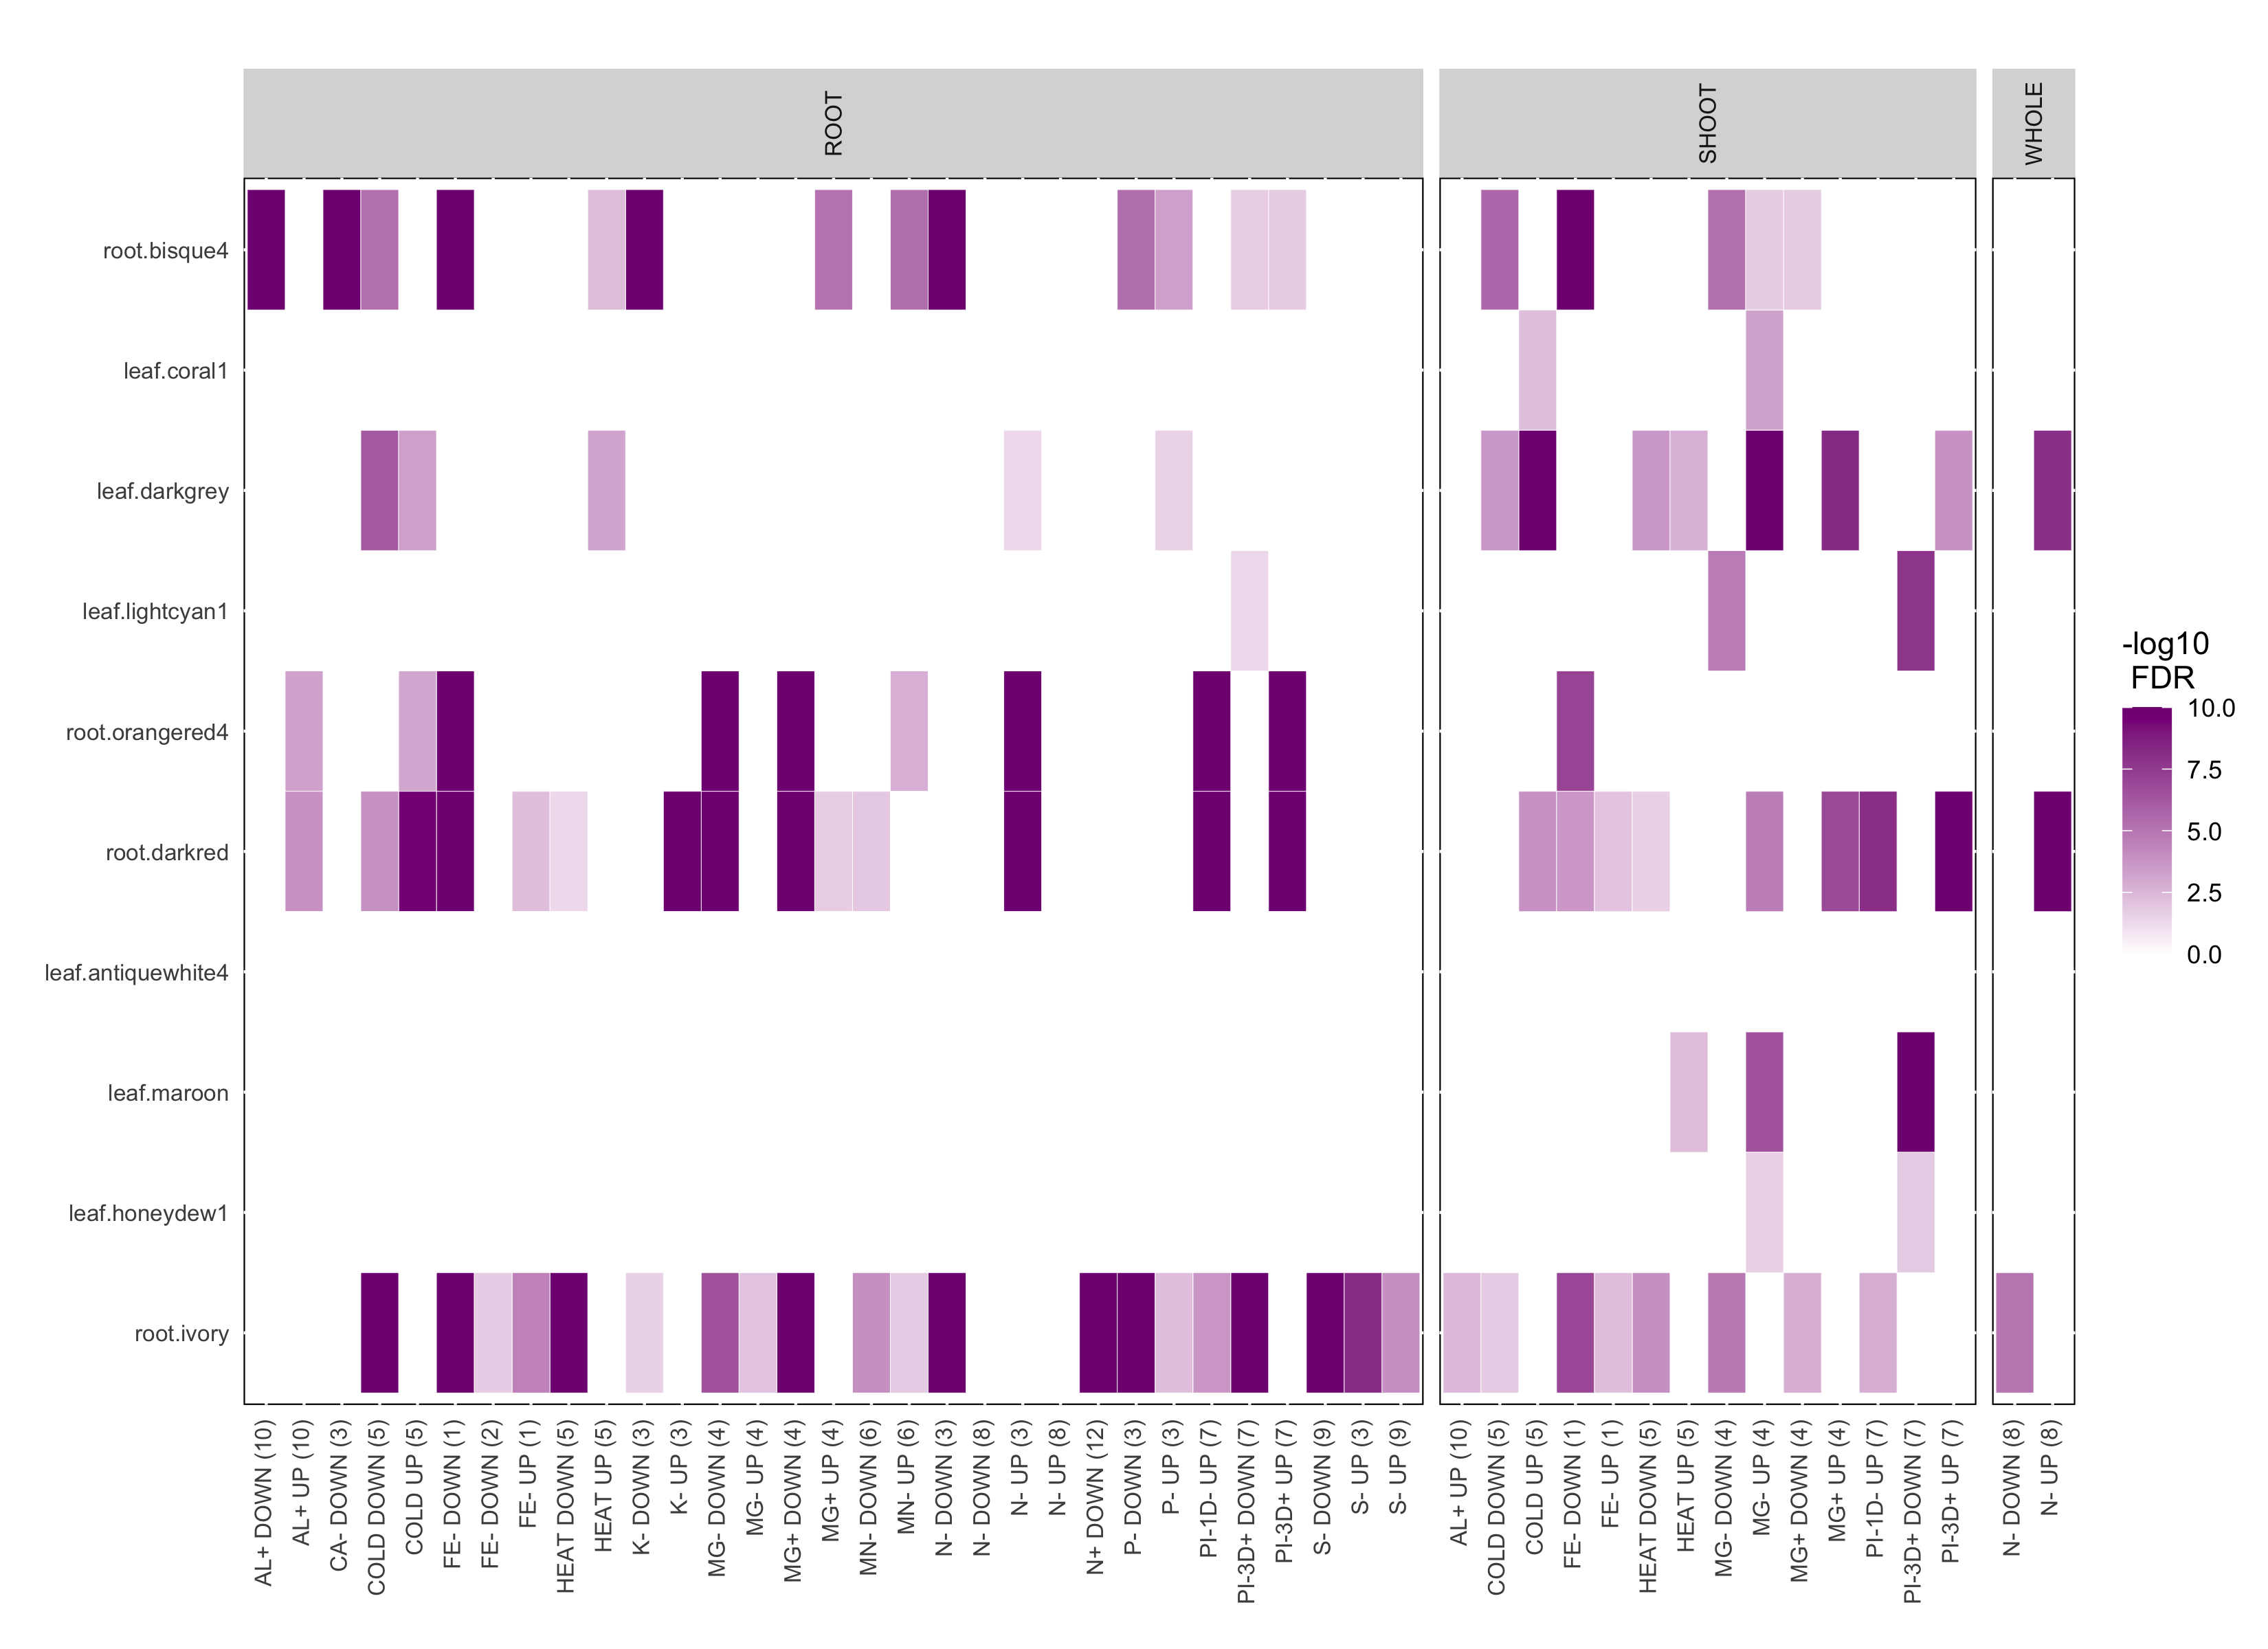 ROOT
SHOOT
WHOLE
root.bisque4
leaf.coral1
leaf.darkgrey
leaf.lightcyan1
root.orangered4
root.darkred
leaf.antiquewhite4
leaf.maroon
leaf.honeydew1
root.ivory
AL+ DOWN (10)
AL+ UP (10)
CA- DOWN (3)
COLD DOWN (5)
COLD UP (5)
FE- DOWN (1)
FE- DOWN (2)
FE- UP (1)
HEAT DOWN (5)
HEAT UP (5)
K- DOWN (3)
K- UP (3)
MG- DOWN (4)
MG- UP (4)
MG+ DOWN (4)
MG+ UP (4)
MN- DOWN (6)
MN- UP (6)
N- DOWN (3)
N- DOWN (8)
N- UP (3)
N- UP (8)
N+ DOWN (12)
P- DOWN (3)
P- UP (3)
PI-1D- UP (7)
PI-3D+ DOWN (7)
PI-3D+ UP (7)
S- DOWN (9)
S- UP (3)
S- UP (9)
AL+ UP (10)
COLD DOWN (5)
COLD UP (5)
FE- DOWN (1)
FE- UP (1)
HEAT DOWN (5)
HEAT UP (5)
MG- DOWN (4)
MG- UP (4)
MG+ DOWN (4)
MG+ UP (4)
PI-1D- UP (7)
PI-3D+ DOWN (7)
PI-3D+ UP (7)
N- DOWN (8)
N- UP (8)
-log10
FDR
10.0
7.5
5.0
2.5
0.0